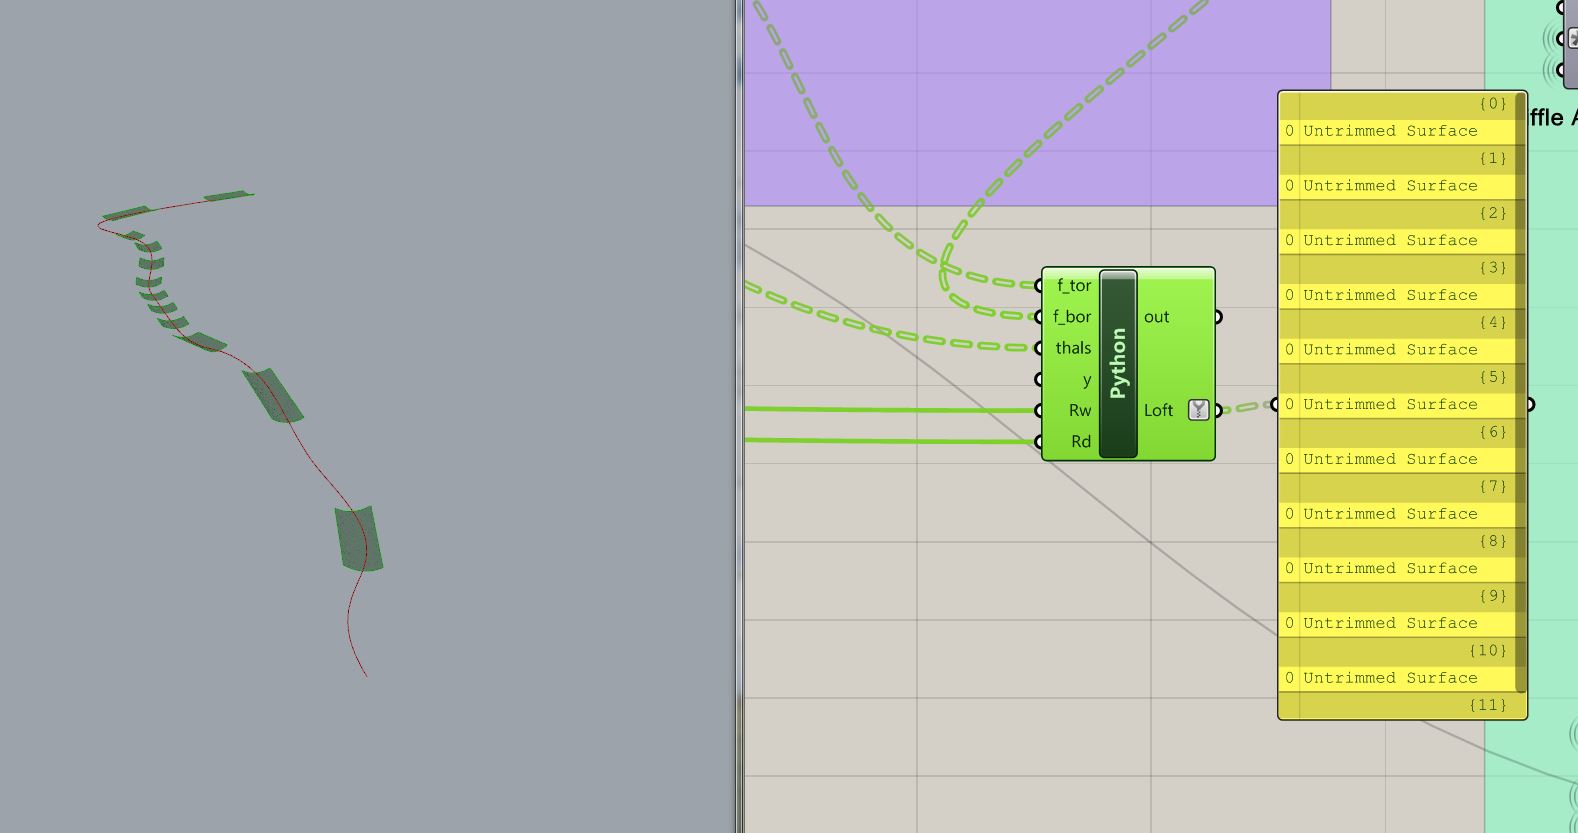 f_tor
f_bor
thals
y
Rw
Rd
Python
out
Loft
{0}
0 Untrimmed Surface
{1}
0 Untrimmed Surface
{2}
0 Untrimmed Surface
{3}
0 Untrimmed Surface
{4}
0 Untrimmed Surface
{5}
0 Untrimmed Surface
{6}
0 Untrimmed Surface
{7}
0 Untrimmed Surface
{8}
0 Untrimmed Surface
{9}
0 Untrimmed Surface
{10}
0 Untrimmed Surface
{11}
ffle A